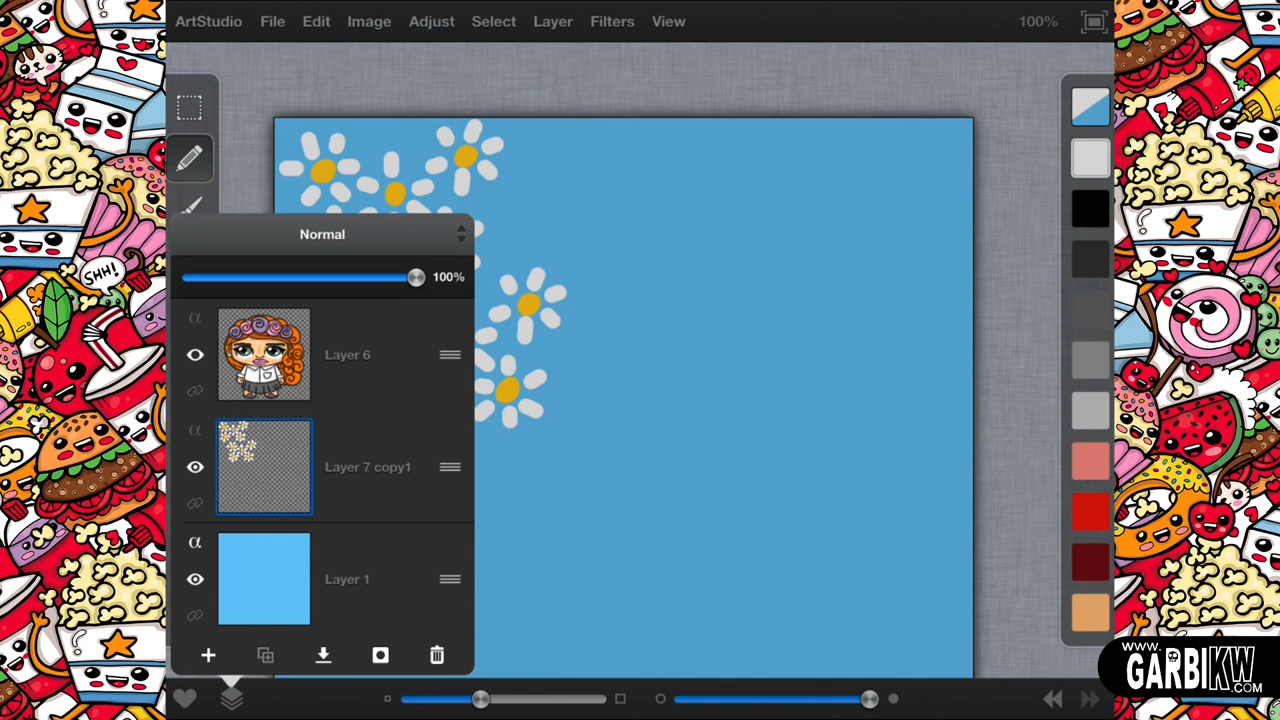 ArtStudio File Edit Image Adjust Select Layer Filters View 100%
SHH!
Normal
100%
α
Layer 6
α
Layer 7 copy1
α
Layer 1
WWW.
GARBIKW
.COM